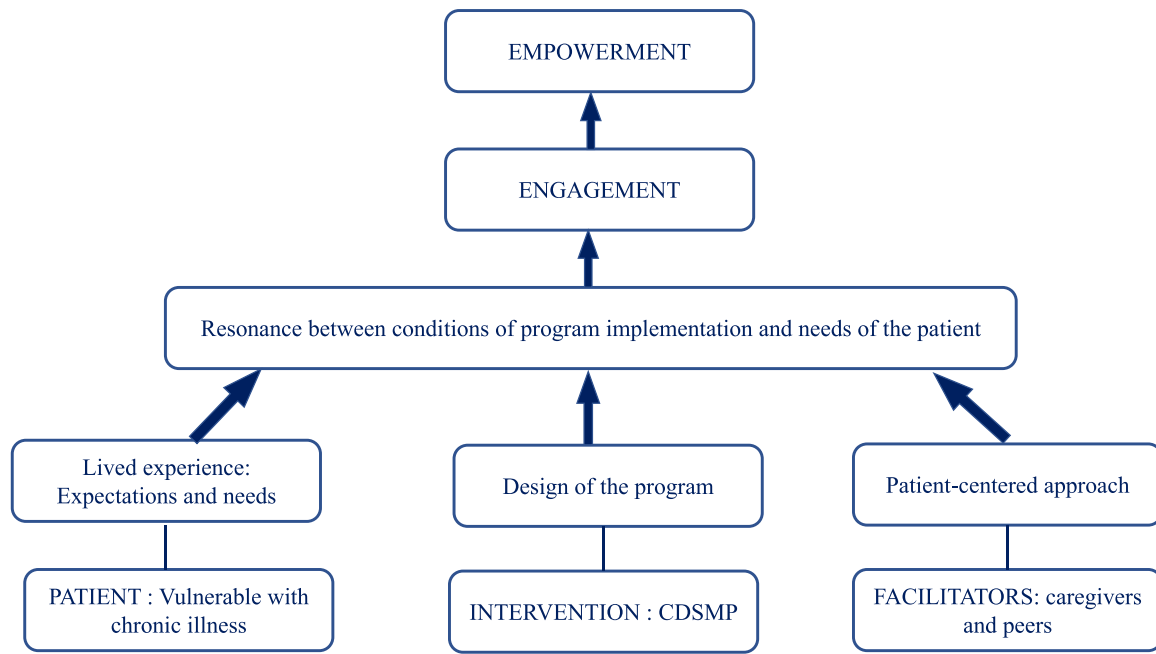 EMPOWERMENT
ENGAGEMENT
Resonance between conditions of program implementation and needs of the patient
Lived experience:
Expectations and needs
Design of the program
Patient-centered approach
PATIENT : Vulnerable with
chronic illness
INTERVENTION : CDSMP
FACILITATORS: caregivers
and peers